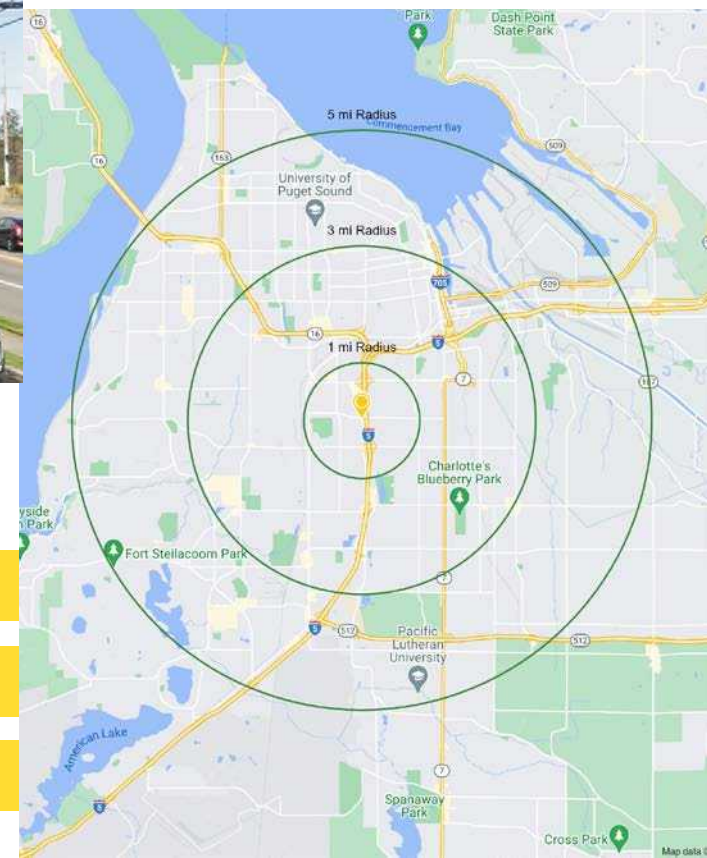 Park
Dash Point
State Park
16
5 mi Radius
Commencement Bay
163
509
16
University of
Puget Sound
3 mi Radius
705
509
509
16
1 mi Radius
5
7
167
5
Charlotte's
Blueberry Park
yside
n Park
Fort Steilacoom Park
7
5
512
Pacific
Lutheran
University
512
American Lake
7
Spanaway
Park
5
Cross Park
Map data ©